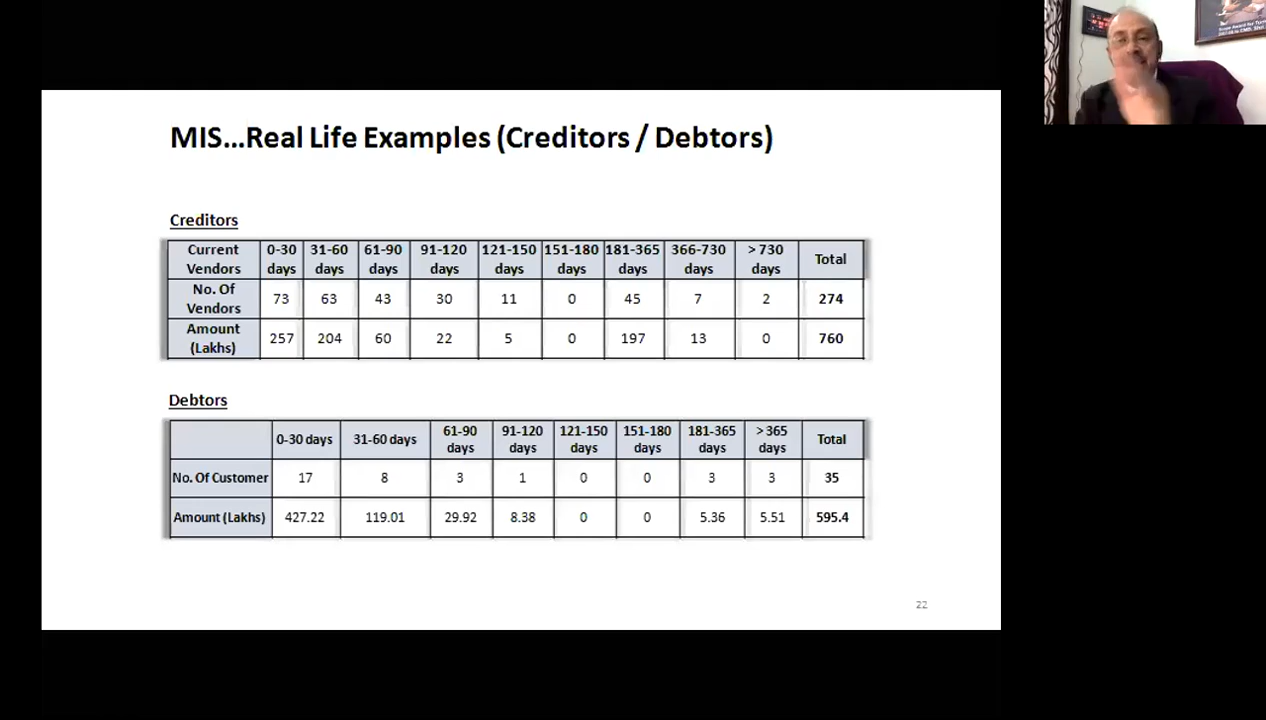 MIS...Real Life Examples (Creditors / Debtors)
Creditors
Current Vendors 0-30 days 31-60 days 61-90 days 91-120 days 121-150 days 151-180 days 181-365 days 366-730 days > 730 days Total
No. Of Vendors 73 63 43 30 11 0 45 7 2 274
Amount (Lakhs) 257 204 60 22 5 0 197 13 0 760
Debtors
0-30 days 31-60 days 61-90 days 91-120 days 121-150 days 151-180 days 181-365 days > 365 days Total
No. Of Customer 17 8 3 1 0 0 3 3 35
Amount (Lakhs) 427.22 119.01 29.92 8.38 0 0 5.36 5.51 595.4
22